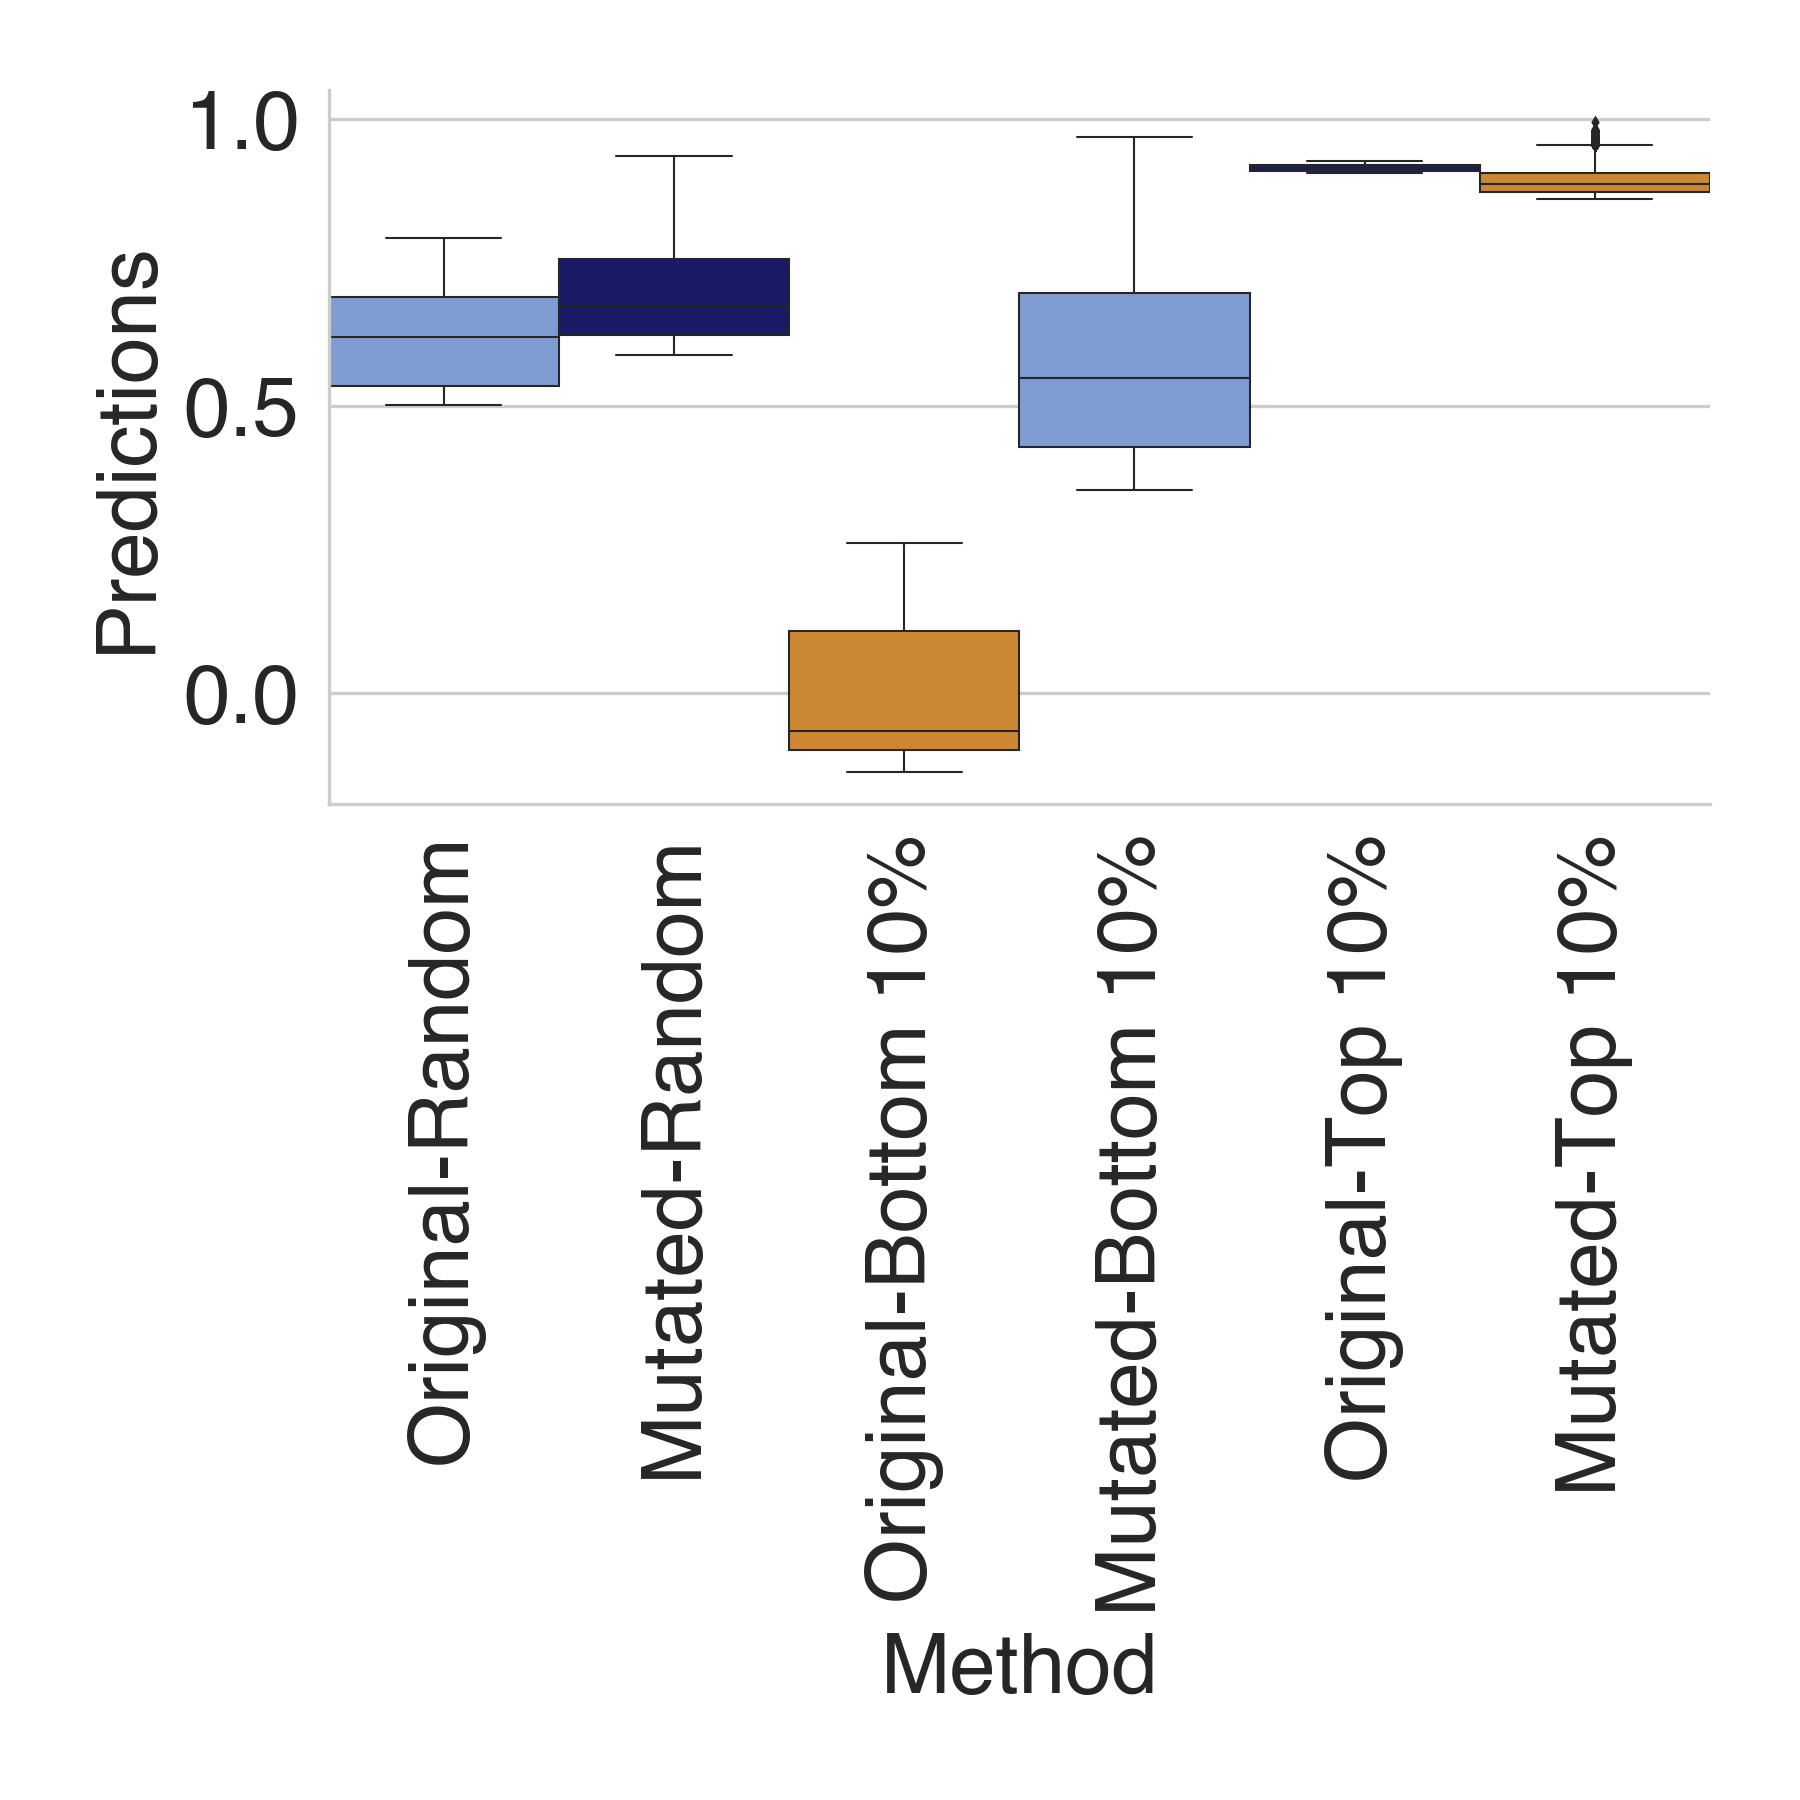 Predictions
1.0
0.5
0.0
Original-Random
Mutated-Random
Original-Bottom 10%
Mutated-Bottom 10%
Original-Top 10%
Mutated-Top 10%
Method